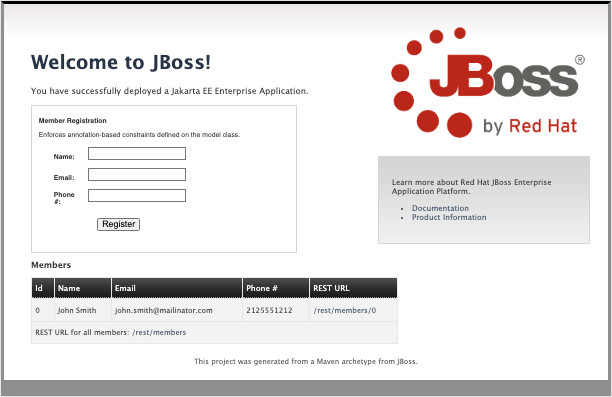 Welcome to JBoss!
You have successfully deployed a Jakarta EE Enterprise Application.
Member Registration
Enforces annotation-based constraints defined on the model class.
Name:
Email:
Phone
#:
Register
JBoss®
by Red Hat
Learn more about Red Hat JBoss Enterprise
Application Platform.
• Documentation
• Product Information
Members
Id Name Email Phone # REST URL
0 John Smith john.smith@mailinator.com 2125551212 /rest/members/0
REST URL for all members: /rest/members
This project was generated from a Maven archetype from JBoss.